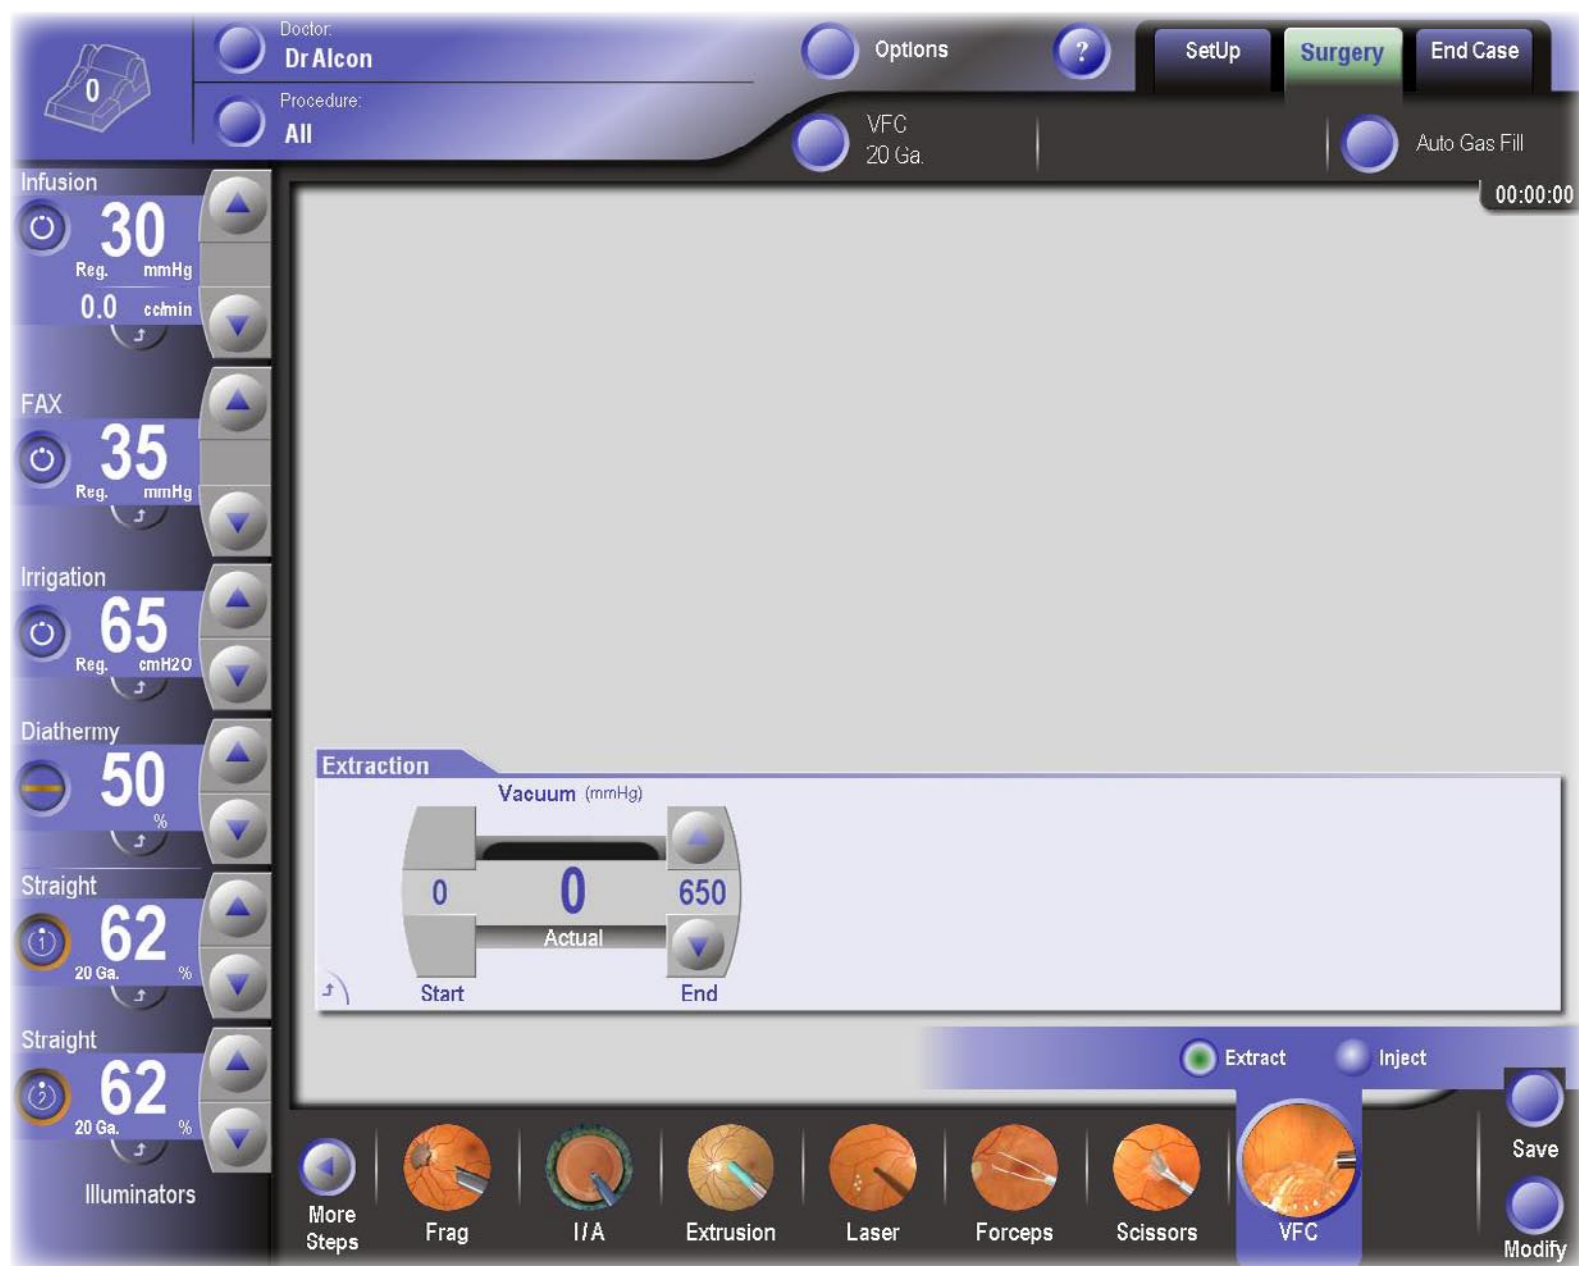 0
Doctor:
DrAlcon
Procedure:
All
Options
?
SetUp
Surgery
End Case
VFC
20 Ga.
Auto Gas Fill
00:00:00
Infusion
30
Reg. mmHg
0.0 cc/min
FAX
35
Reg. mmHg
Irrigation
65
Reg. cmH2O
Diathermy
50
%
Straight
1
62
20 Ga. %
Straight
2
62
20 Ga. %
Illuminators
Extraction
Vacuum (mmHg)
0 0 650
Actual
Start End
Extract Inject
More
Steps
Frag
I/A
Extrusion
Laser
Forceps
Scissors
VFC
Save
Modify